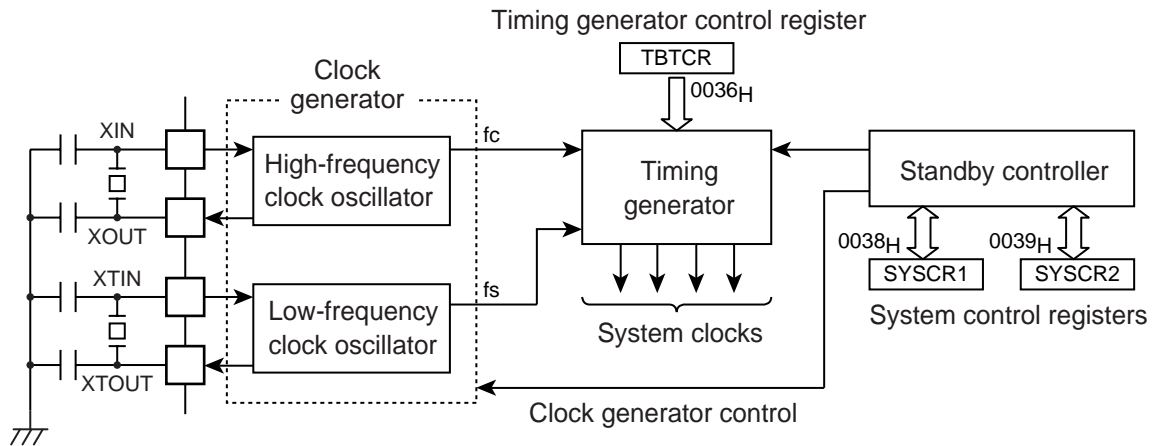 Timing generator control register
TBTCR
0036H
Clock
generator
XIN
High-frequency
clock oscillator
fc
Timing
generator
Standby controller
XOUT
0038H
0039H
XTIN
SYSCR1
SYSCR2
Low-frequency
clock oscillator
fs
System clocks
System control registers
XTOUT
Clock generator control